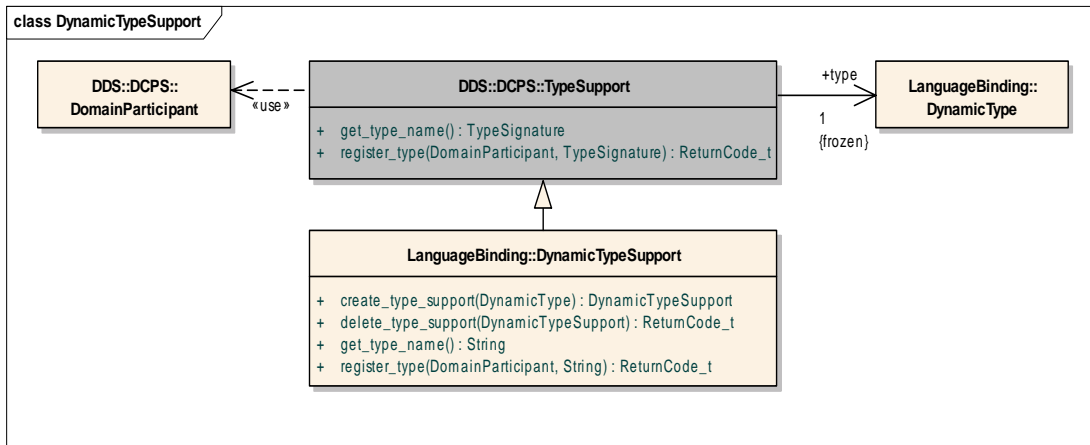 class DynamicTypeSupport
DDS::DCPS::
DomainParticipant
«use»
DDS::DCPS::TypeSupport
+ get_type_name() : TypeSignature
+ register_type(DomainParticipant, TypeSignature) : ReturnCode_t
+type
1
{frozen}
LanguageBinding::
DynamicType
LanguageBinding::DynamicTypeSupport
+ create_type_support(DynamicType) : DynamicTypeSupport
+ delete_type_support(DynamicTypeSupport) : ReturnCode_t
+ get_type_name() : String
+ register_type(DomainParticipant, String) : ReturnCode_t